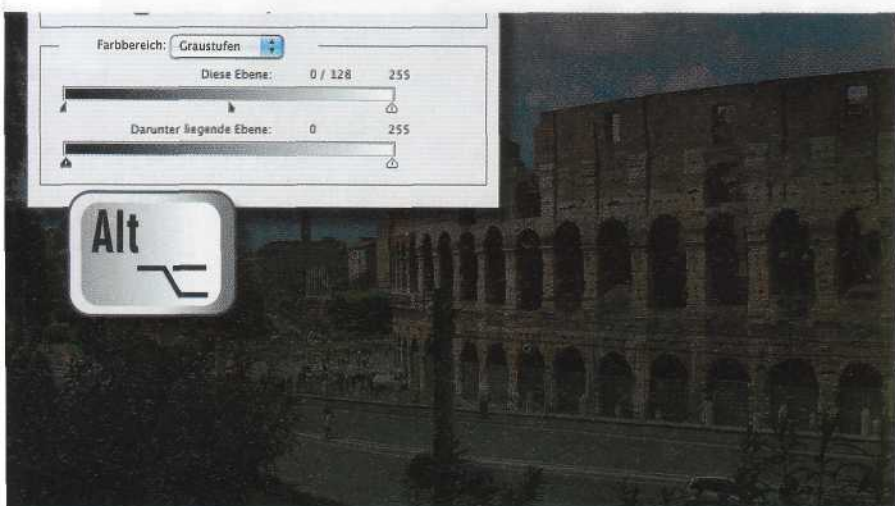 Farbbereich: Graustufen
Diese Ebene: 0 / 128 255
Darunter liegende Ebene: 0 255
Alt